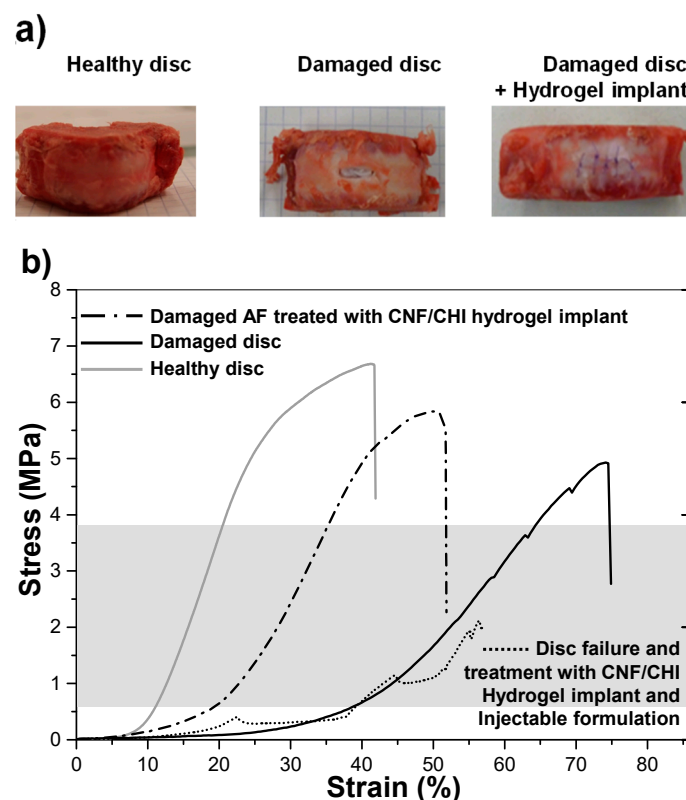 a)
Healthy disc
Damaged disc
Damaged disc
+ Hydrogel implant
b)
8
7
6
5
4
3
2
1
0
Stress (MPa)
Damaged AF treated with CNF/CHI hydrogel implant
Damaged disc
Healthy disc
Disc failure and
treatment with CNF/CHI
Hydrogel implant and
Injectable formulation
0 10 20 30 40 50 60 70 80
Strain (%)